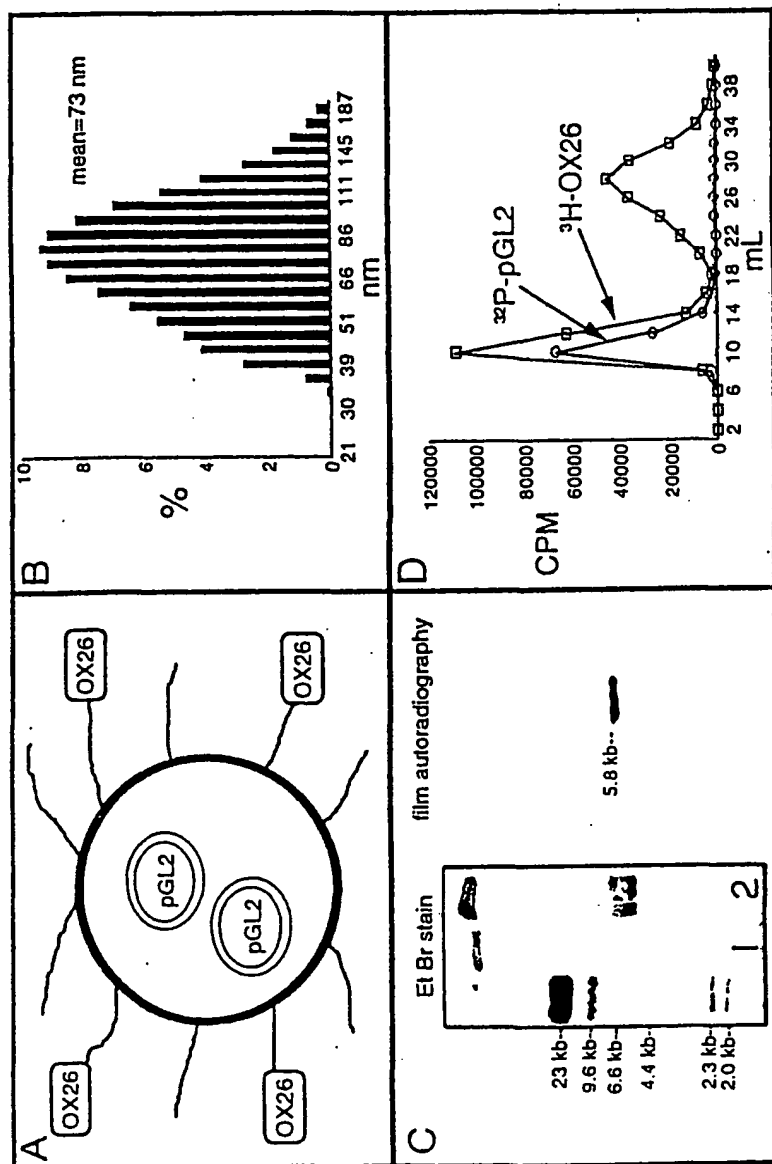 A
OX26
OX26
pGL2
pGL2
OX26
OX26
B
mean=73 nm
10
8
6
4
2
0
%
21 30 39 51 66 86 111 145 187
nm
C
Et Br stain
film autoradiography
23 kb--
9.6 kb--
6.6 kb--
4.4 kb--
2.3 kb--
2.0 kb--
5.8 kb--
1 2
D
120000
100000
80000
60000
40000
20000
0
CPM
³²P-pGL2
³H-OX26
2 6 10 14 18 22 26 30 34 38
mL